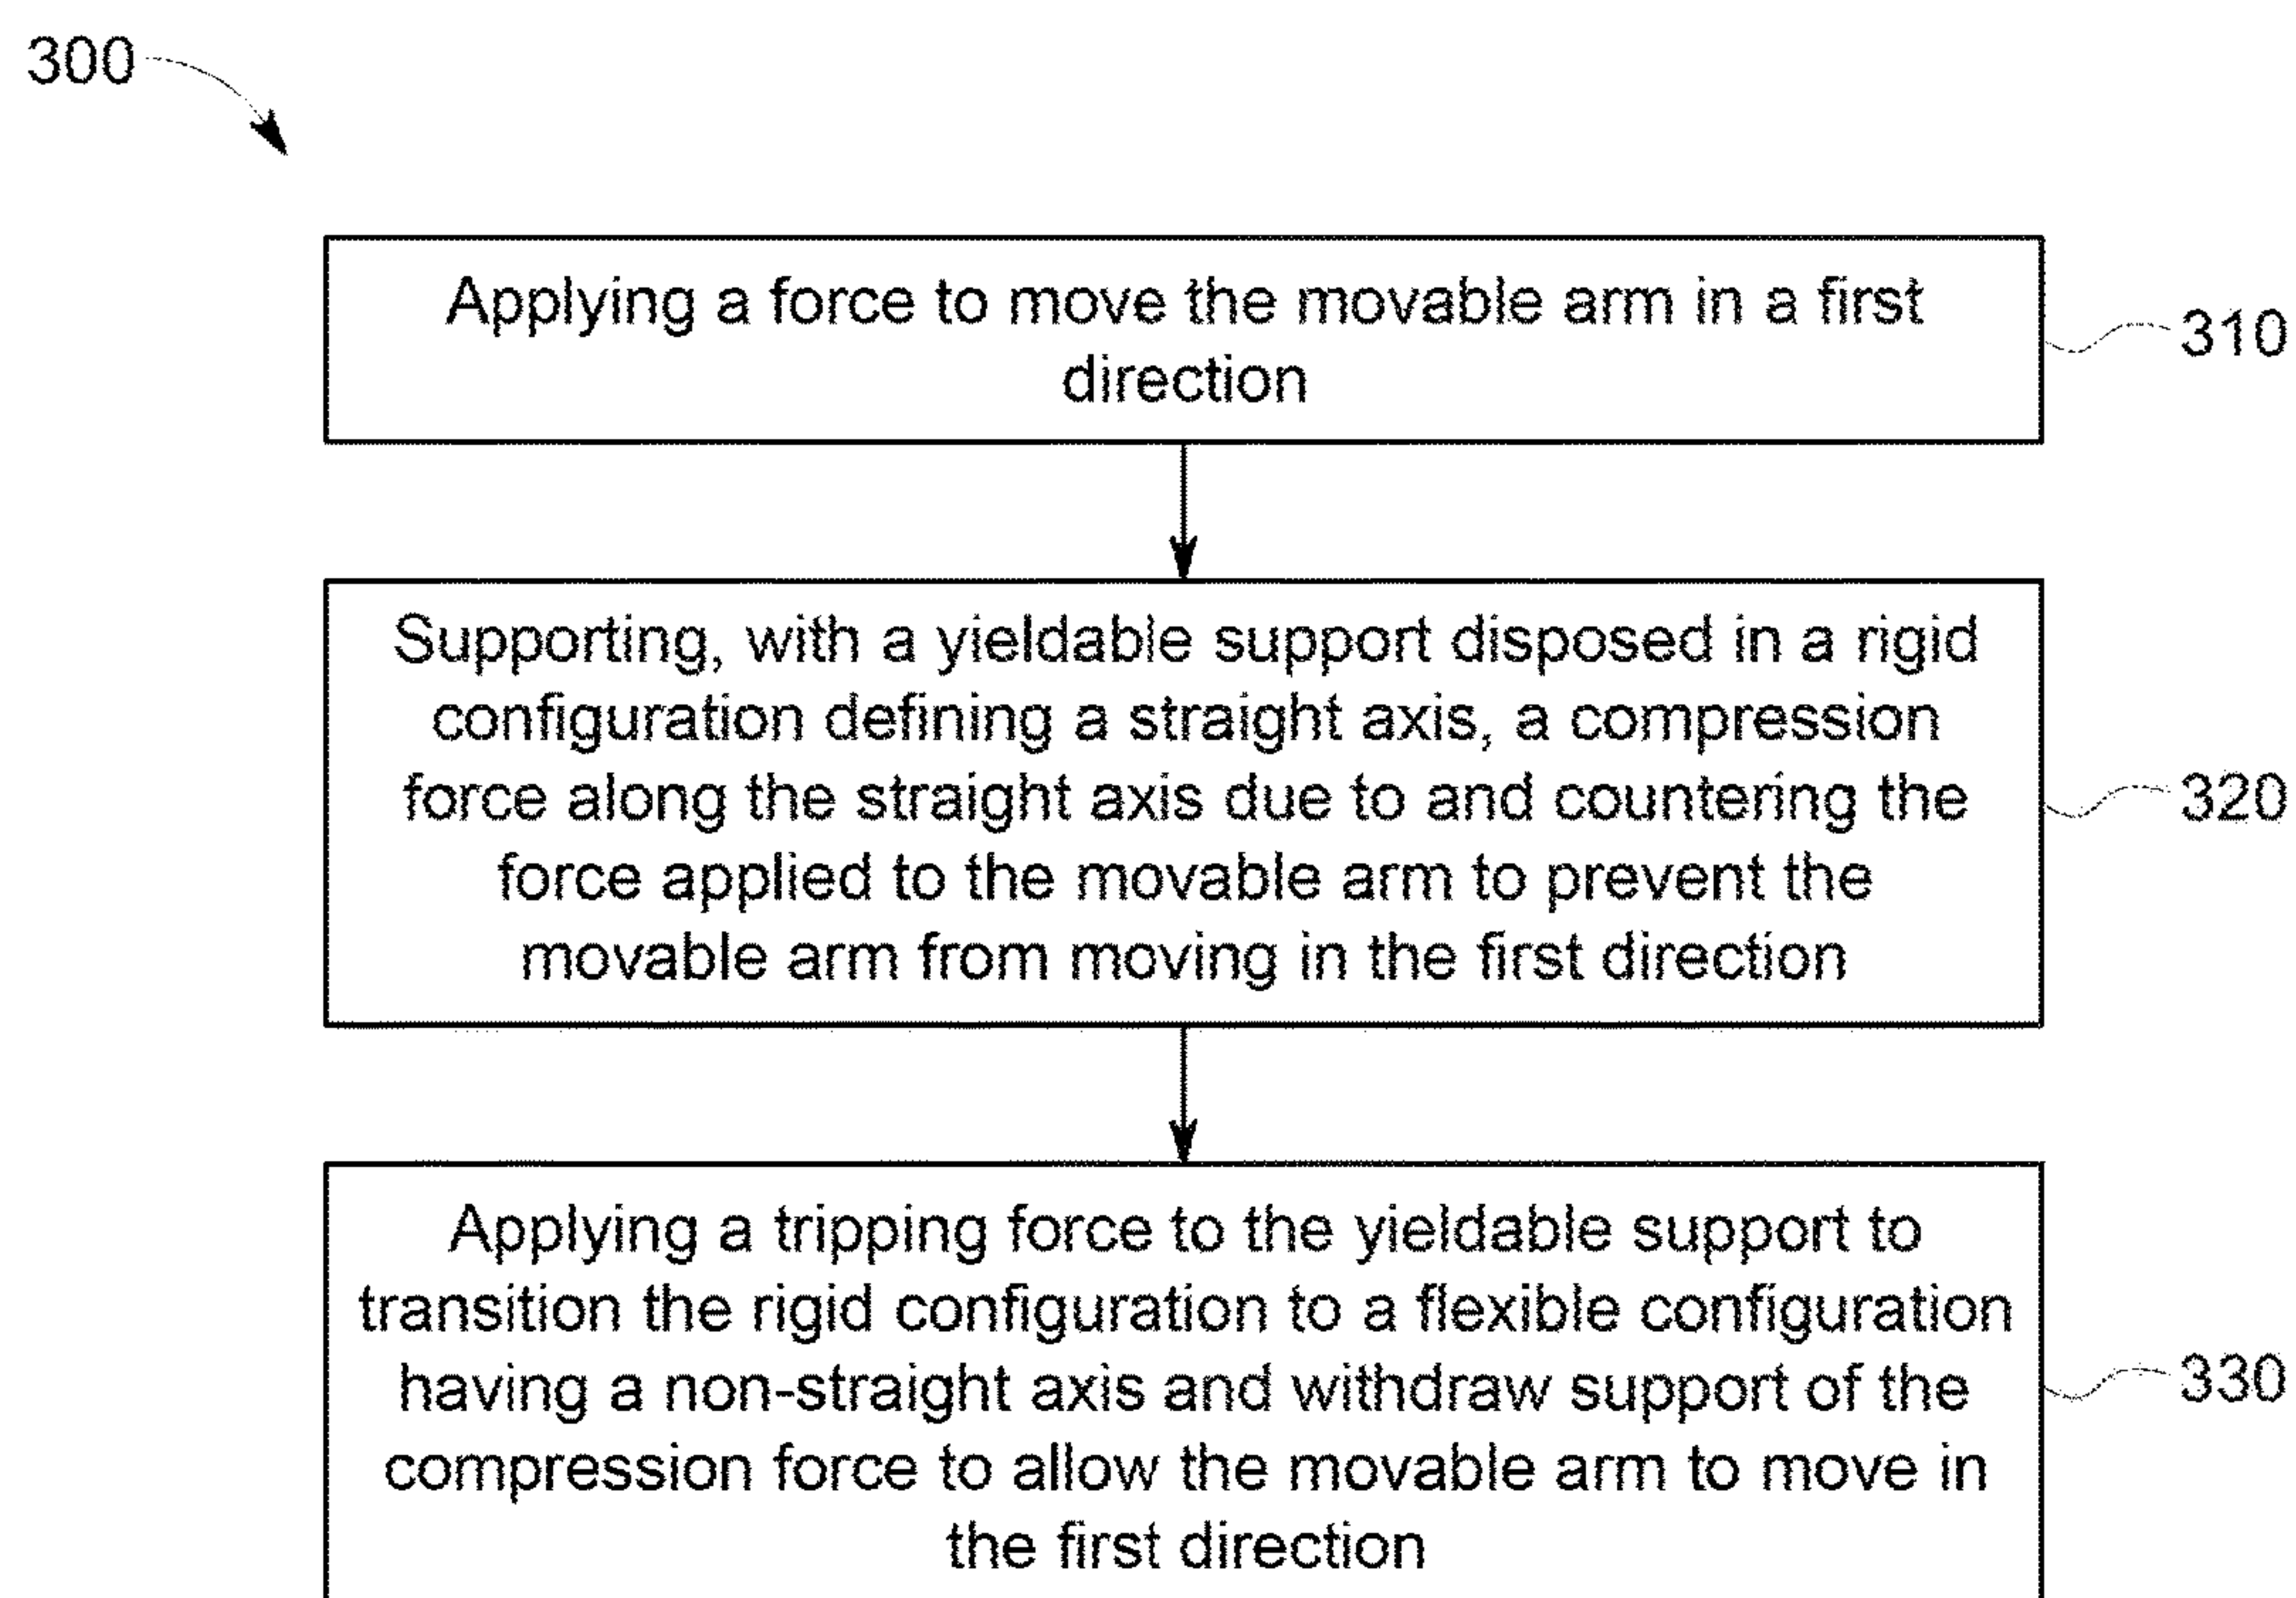 300
Applying a force to move the movable arm in a first
direction
310
Supporting, with a yieldable support disposed in a rigid
configuration defining a straight axis, a compression
force along the straight axis due to and countering the
force applied to the movable arm to prevent the
movable arm from moving in the first direction
320
Applying a tripping force to the yieldable support to
transition the rigid configuration to a flexible configuration
having a non-straight axis and withdraw support of the
compression force to allow the movable arm to move in
the first direction
330